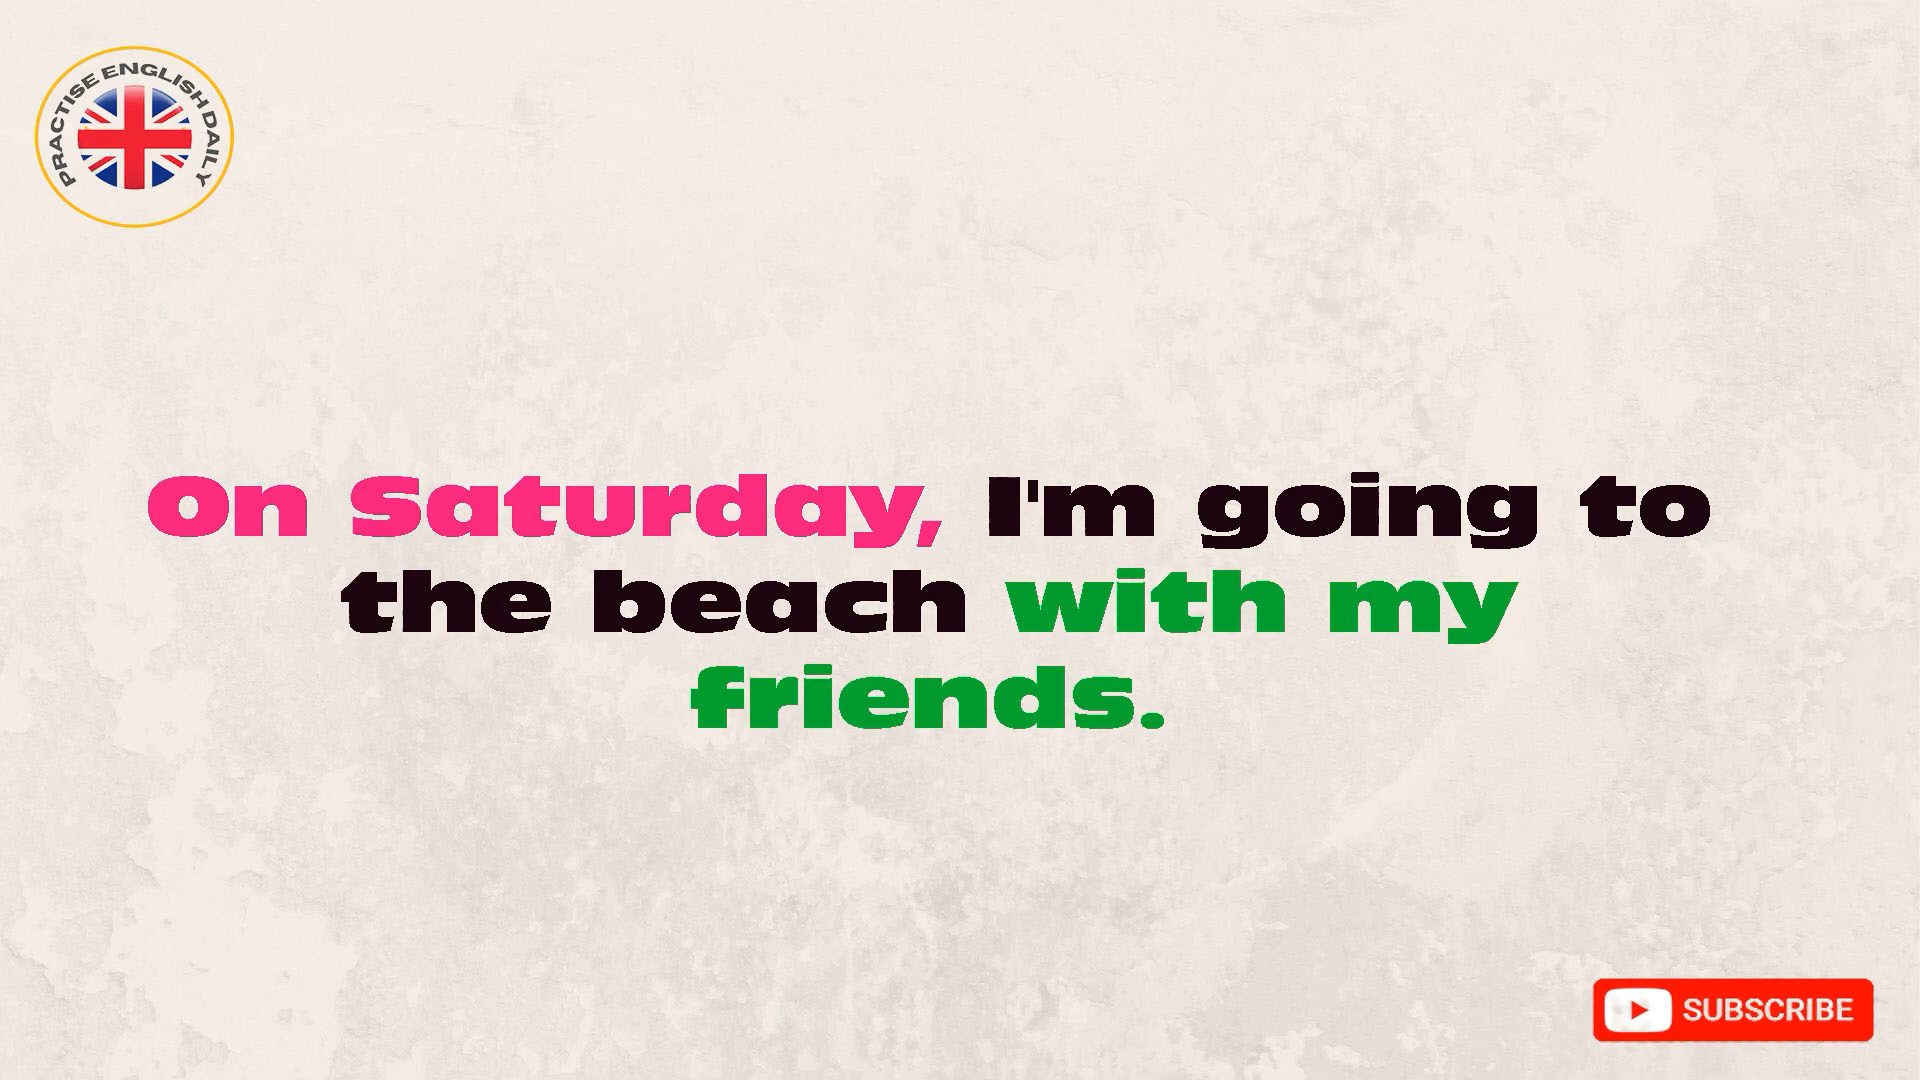 PRACTISE ENGLISH DAILY
On Saturday, I'm going to
the beach with my
friends.
SUBSCRIBE